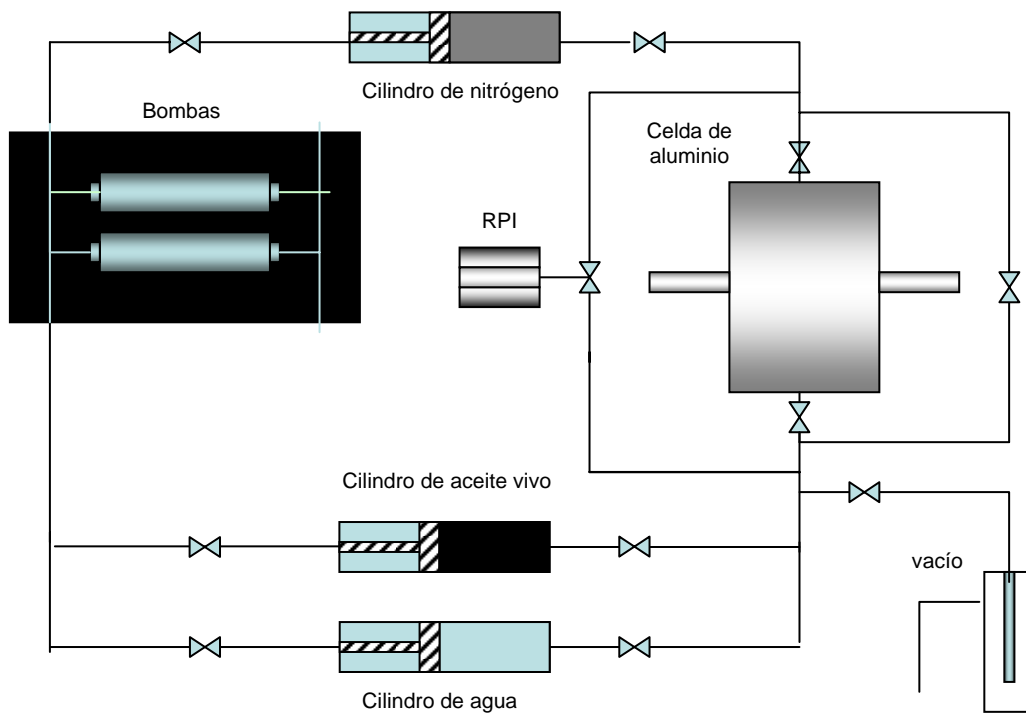 Cilindro de nitrógeno
Bombas
Celda de
aluminio
RPI
Cilindro de aceite vivo
vacío
Cilindro de agua